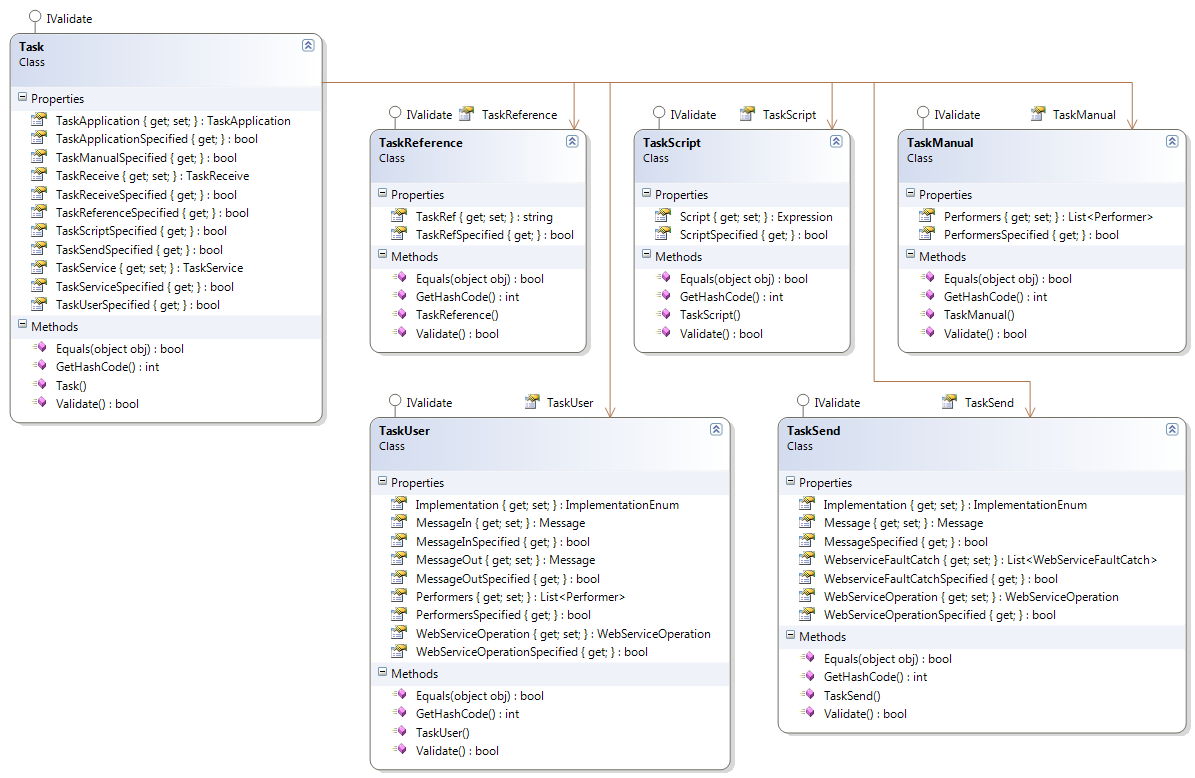 IValidate
Task
Class
Properties
TaskApplication { get; set; } : TaskApplication
TaskApplicationSpecified { get; } : bool
TaskManualSpecified { get; } : bool
TaskReceive { get; set; } : TaskReceive
TaskReceiveSpecified { get; } : bool
TaskReferenceSpecified { get; } : bool
TaskScriptSpecified { get; } : bool
TaskSendSpecified { get; } : bool
TaskService { get; set; } : TaskService
TaskServiceSpecified { get; } : bool
TaskUserSpecified { get; } : bool
Methods
Equals(object obj) : bool
GetHashCode() : int
Task()
Validate() : bool
IValidate
TaskReference
TaskReference
Class
Properties
TaskRef { get; set; } : string
TaskRefSpecified { get; } : bool
Methods
Equals(object obj) : bool
GetHashCode() : int
TaskReference()
Validate() : bool
IValidate
TaskScript
TaskScript
Class
Properties
Script { get; set; } : Expression
ScriptSpecified { get; } : bool
Methods
Equals(object obj) : bool
GetHashCode() : int
TaskScript()
Validate() : bool
IValidate
TaskManual
TaskManual
Class
Properties
Performers { get; set; } : List<Performer>
PerformersSpecified { get; } : bool
Methods
Equals(object obj) : bool
GetHashCode() : int
TaskManual()
Validate() : bool
IValidate
TaskUser
TaskUser
Class
Properties
Implementation { get; set; } : ImplementationEnum
MessageIn { get; set; } : Message
MessageInSpecified { get; } : bool
MessageOut { get; set; } : Message
MessageOutSpecified { get; } : bool
Performers { get; set; } : List<Performer>
PerformersSpecified { get; } : bool
WebServiceOperation { get; set; } : WebServiceOperation
WebServiceOperationSpecified { get; } : bool
Methods
Equals(object obj) : bool
GetHashCode() : int
TaskUser()
Validate() : bool
IValidate
TaskSend
TaskSend
Class
Properties
Implementation { get; set; } : ImplementationEnum
Message { get; set; } : Message
MessageSpecified { get; } : bool
WebserviceFaultCatch { get; set; } : List<WebServiceFaultCatch>
WebserviceFaultCatchSpecified { get; } : bool
WebServiceOperation { get; set; } : WebServiceOperation
WebServiceOperationSpecified { get; } : bool
Methods
Equals(object obj) : bool
GetHashCode() : int
TaskSend()
Validate() : bool